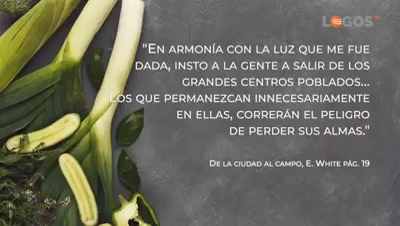 LOGOS
"En armonía con la luz que me fue
dada, insto a la gente a salir de los
grandes centros poblados...
los que permanezcan innecesariamente
en ellas, correrán el peligro
de perder sus almas."
De la ciudad al campo, E. White pág. 19